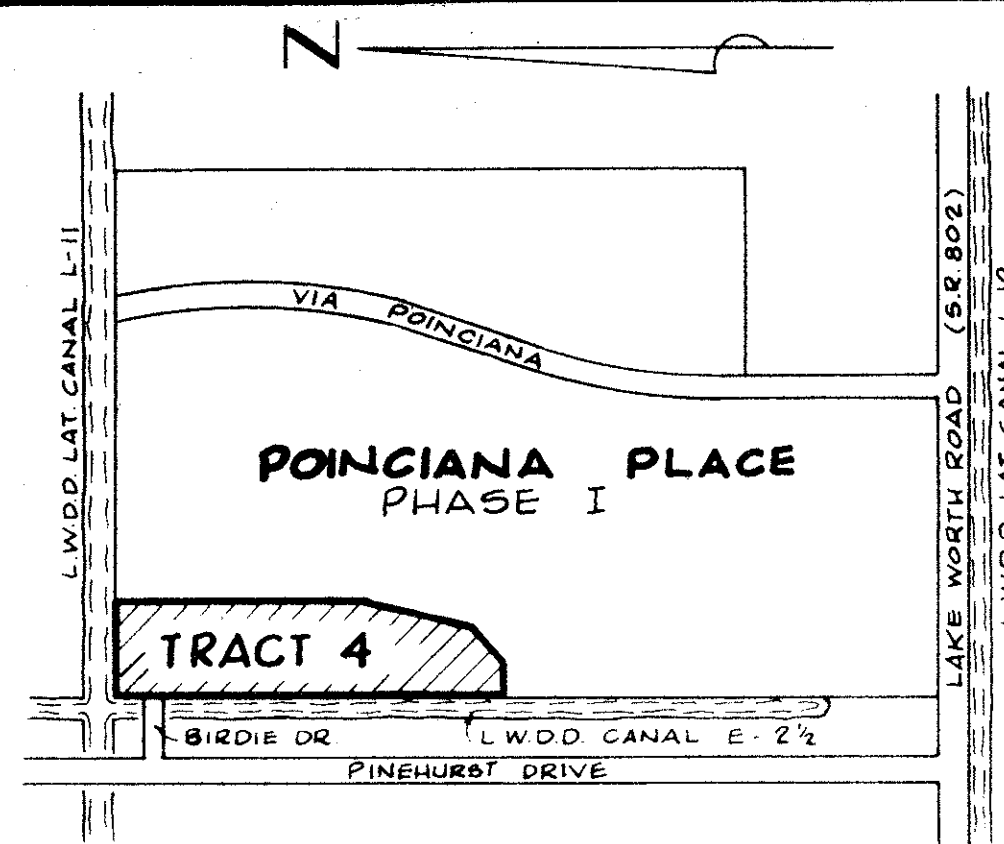 N
L.W.D.D. LAT. CANAL L-11
VIA POINCIANA
LAKE WORTH ROAD (S.R. 802)
POINCIANA PLACE
PHASE I
TRACT 4
BIRDIE DR.
L.W.D.D. CANAL E-2½
PINEHURST DRIVE